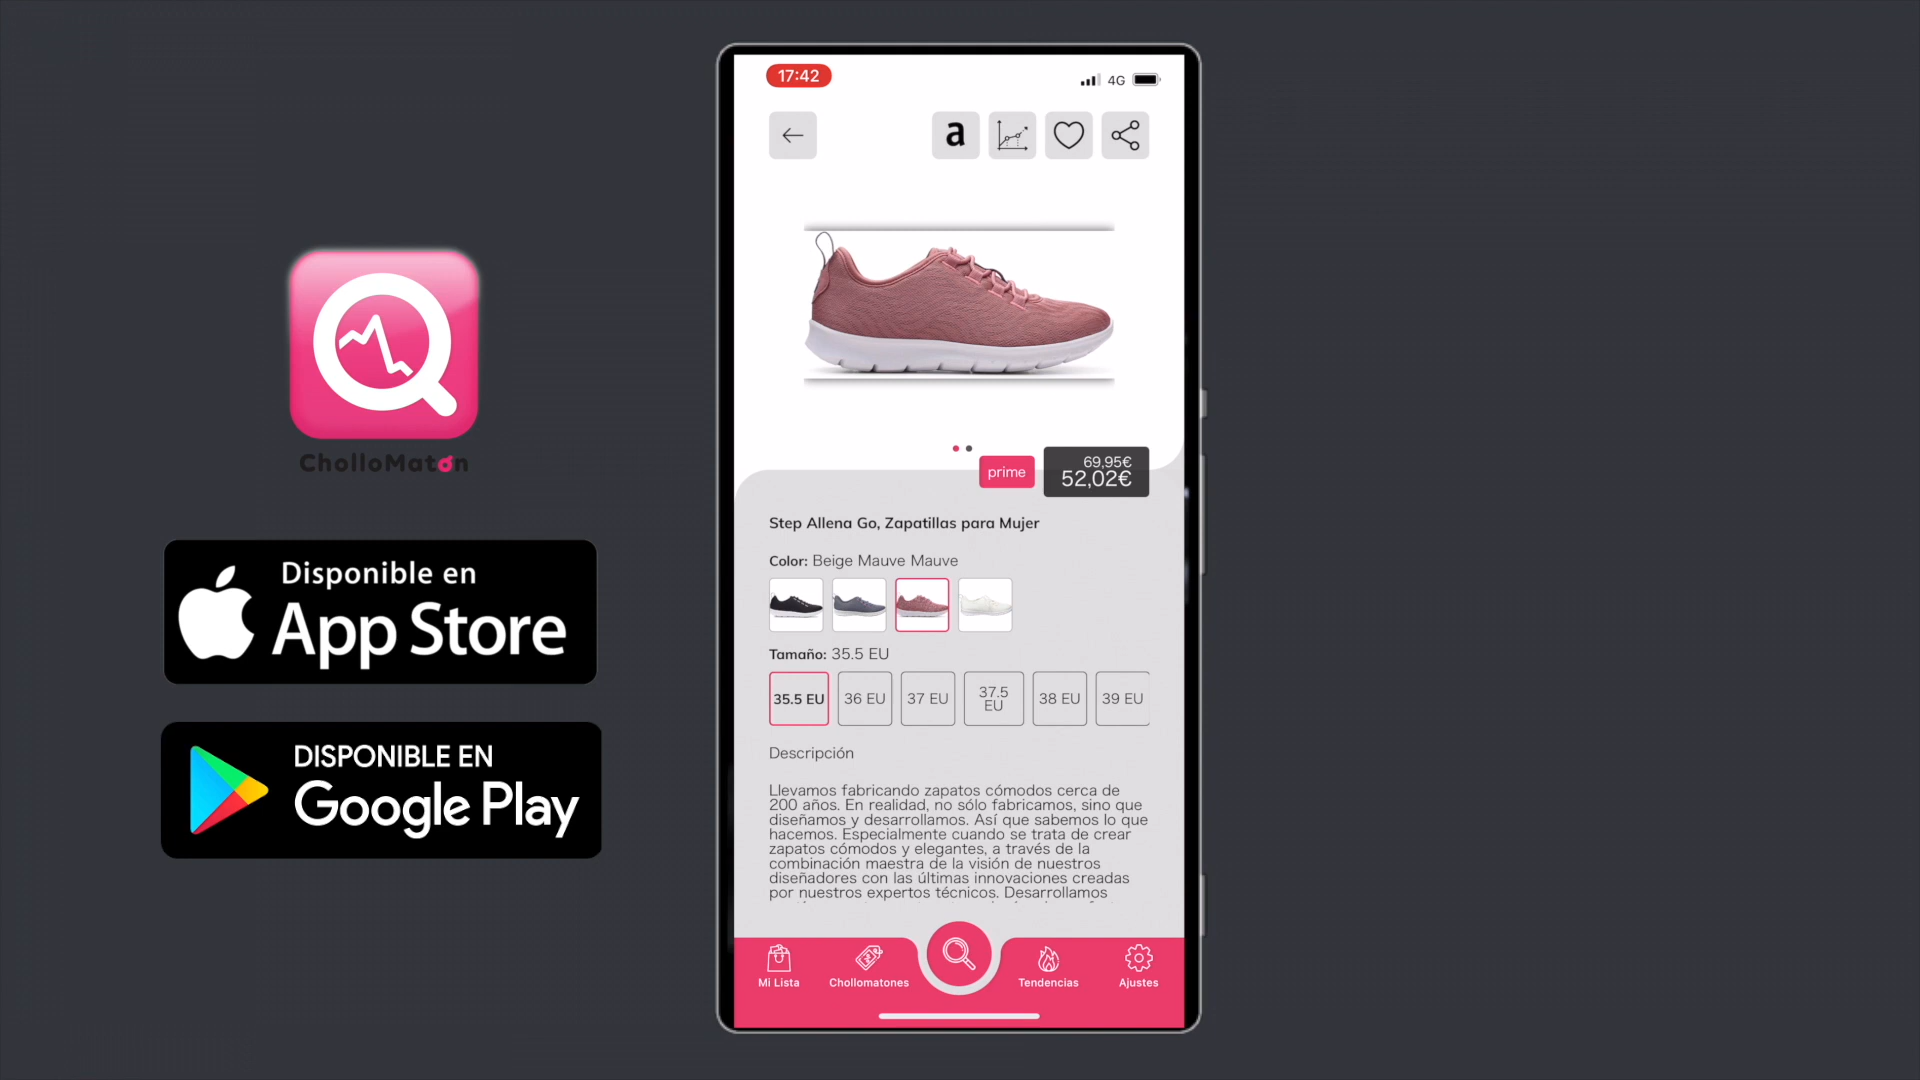 CholloMatón
Disponible en
App Store
DISPONIBLE EN
Google Play
17:42
4G
a
prime
69,95€
52,02€
Step Allena Go, Zapatillas para Mujer
Color: Beige Mauve Mauve
Tamaño: 35.5 EU
35.5 EU
36 EU
37 EU
37.5
EU
38 EU
39 EU
Descripción
Llevamos fabricando zapatos cómodos cerca de
200 años. En realidad, no sólo fabricamos, sino que
diseñamos y desarrollamos. Así que sabemos lo que
hacemos. Especialmente cuando se trata de crear
zapatos cómodos y elegantes, a través de la
combinación maestra de la visión de nuestros
diseñadores con las últimas innovaciones creadas
por nuestros expertos técnicos. Desarrollamos
Mi Lista
Chollomatones
Tendencias
Ajustes